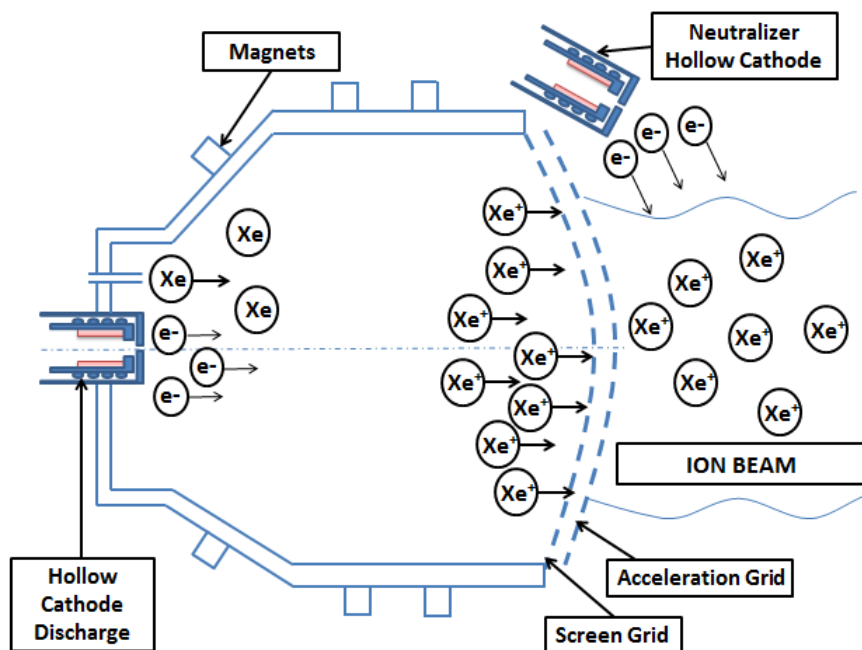 Magnets
Neutralizer
Hollow Cathode
e-
e-
e-
Xe⁺
Xe
Xe⁺
Xe⁺
Xe
Xe⁺
Xe
Xe⁺
Xe⁺
Xe⁺
Xe⁺
e-
Xe⁺
Xe⁺
e-
Xe⁺
Xe⁺
e-
Xe⁺
Xe⁺
Xe⁺
ION BEAM
Xe⁺
Hollow
Cathode
Discharge
Acceleration Grid
Screen Grid